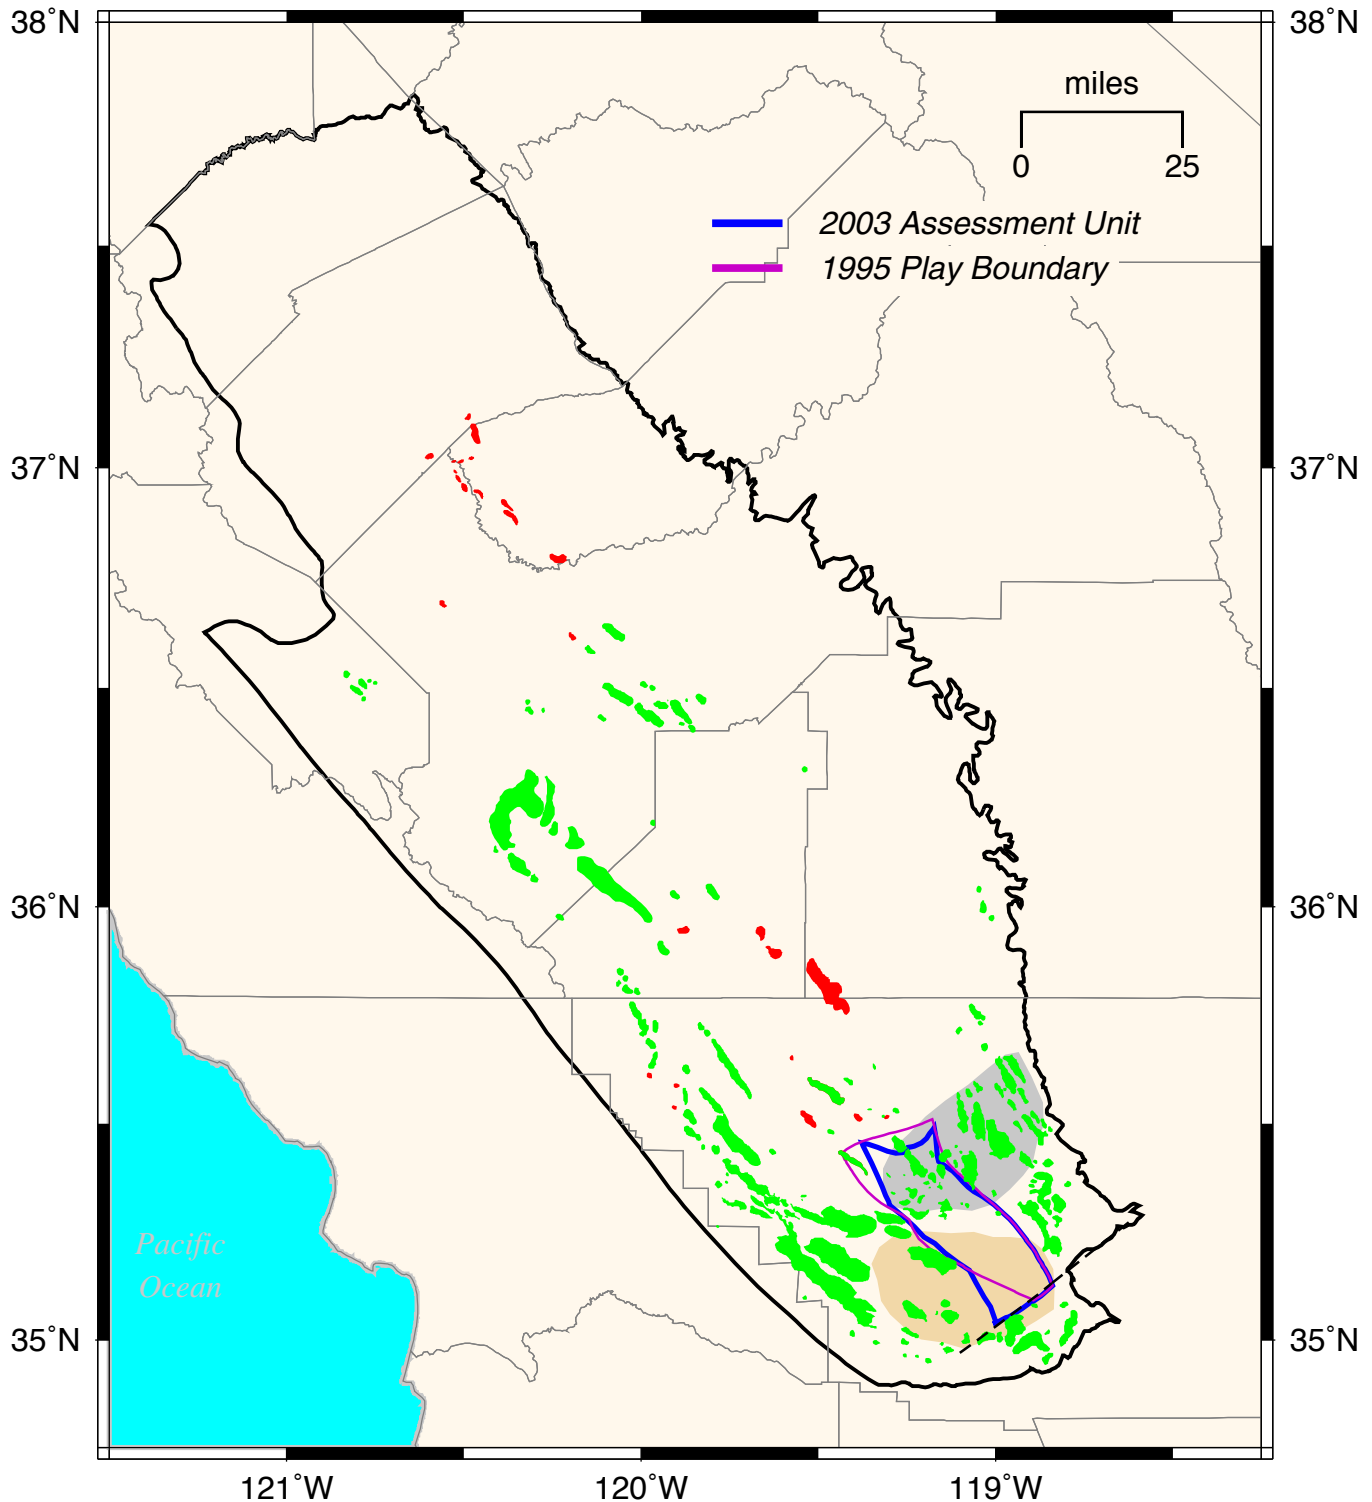 38˚N
38˚N
miles
0
25
2003 Assessment Unit
1995 Play Boundary
37˚N
37˚N
36˚N
36˚N
Pacific
Ocean
35˚N
35˚N
121˚W
120˚W
119˚W